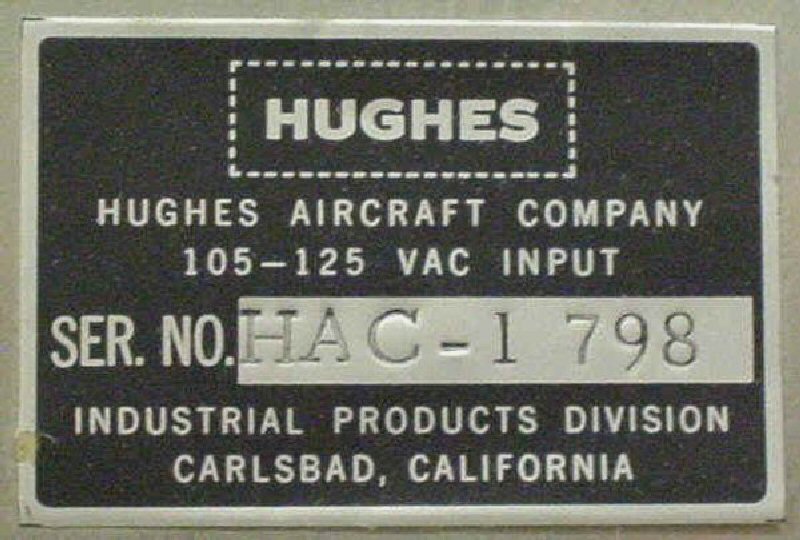 HUGHES
HUGHES AIRCRAFT COMPANY
105-125 VAC INPUT
SER. NO. HAC-1 798
INDUSTRIAL PRODUCTS DIVISION
CARLSBAD, CALIFORNIA